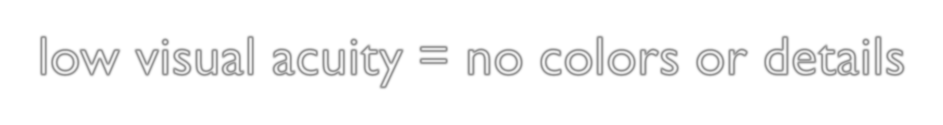 low visual acuity = no colors or details